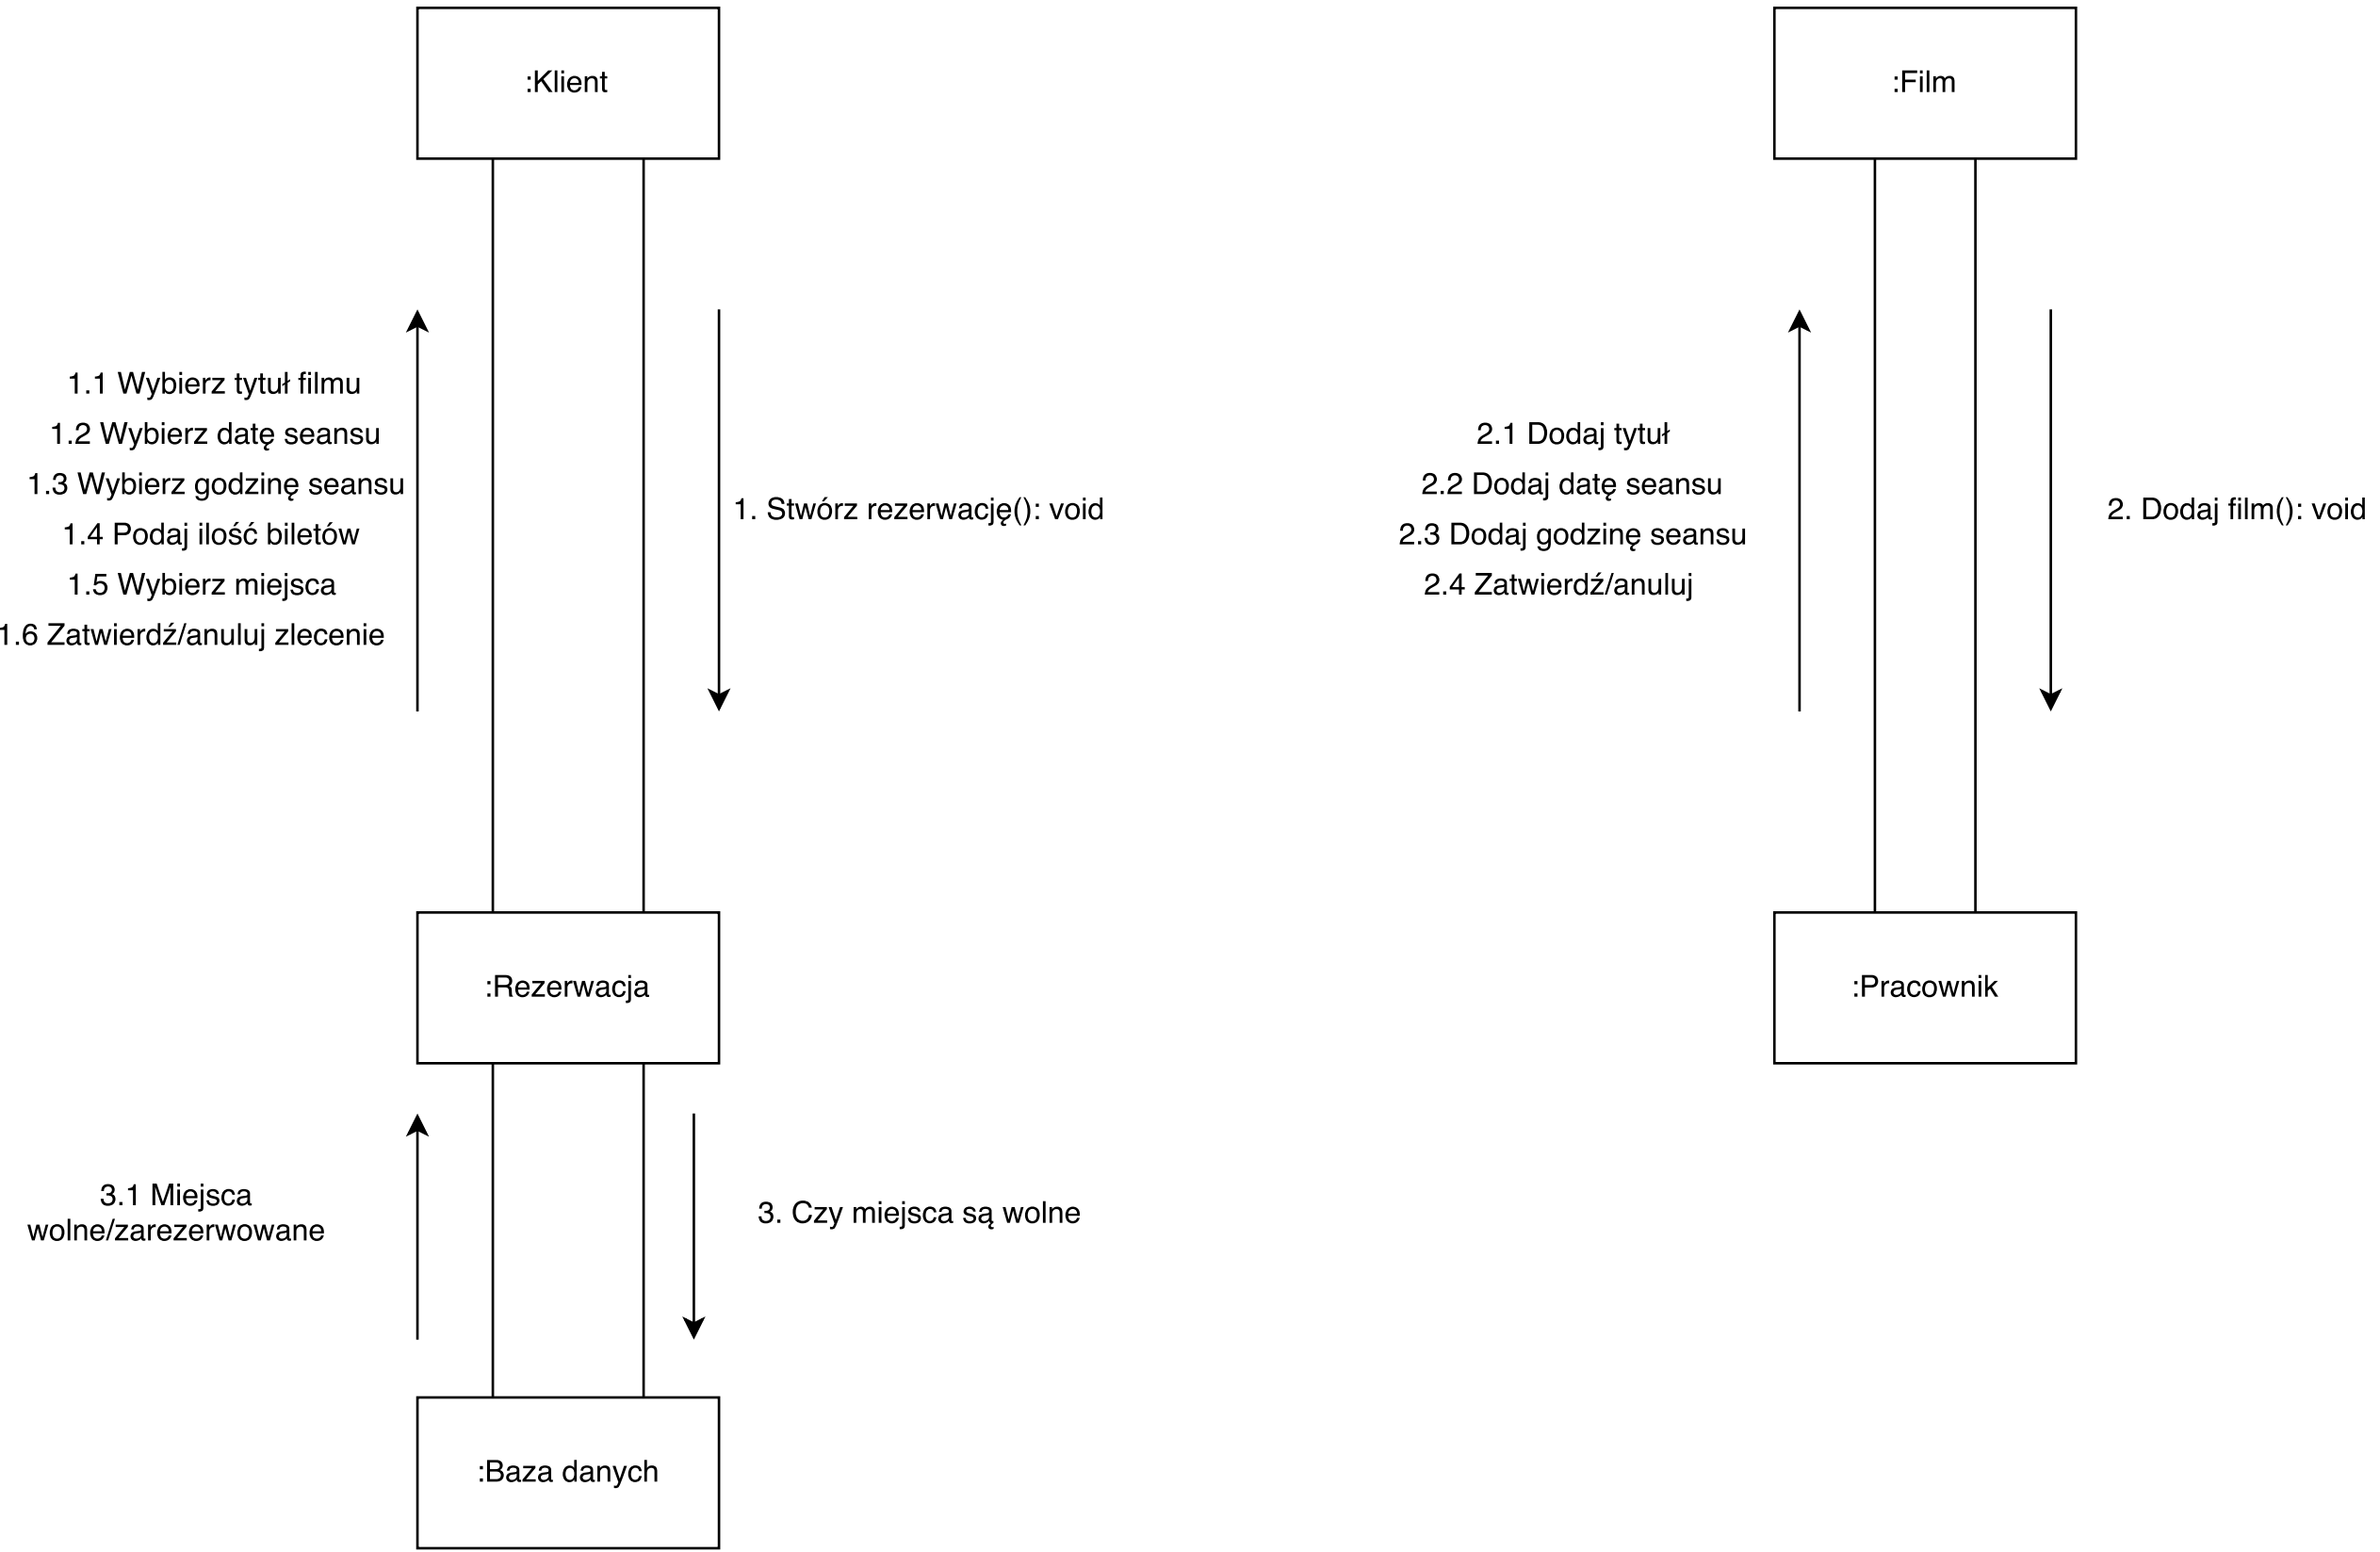 :Klient
:Film
1.1 Wybierz tytuł filmu
1.2 Wybierz datę seansu
1.3 Wybierz godzinę seansu
1.4 Podaj ilość biletów
1.5 Wybierz miejsca
1.6 Zatwierdź/anuluj zlecenie
1. Stwórz rezerwację(): void
2.1 Dodaj tytuł
2.2 Dodaj datę seansu
2.3 Dodaj godzinę seansu
2.4 Zatwierdź/anuluj
2. Dodaj film(): void
:Rezerwacja
:Pracownik
3.1 Miejsca
wolne/zarezerwowane
3. Czy miejsca są wolne
:Baza danych